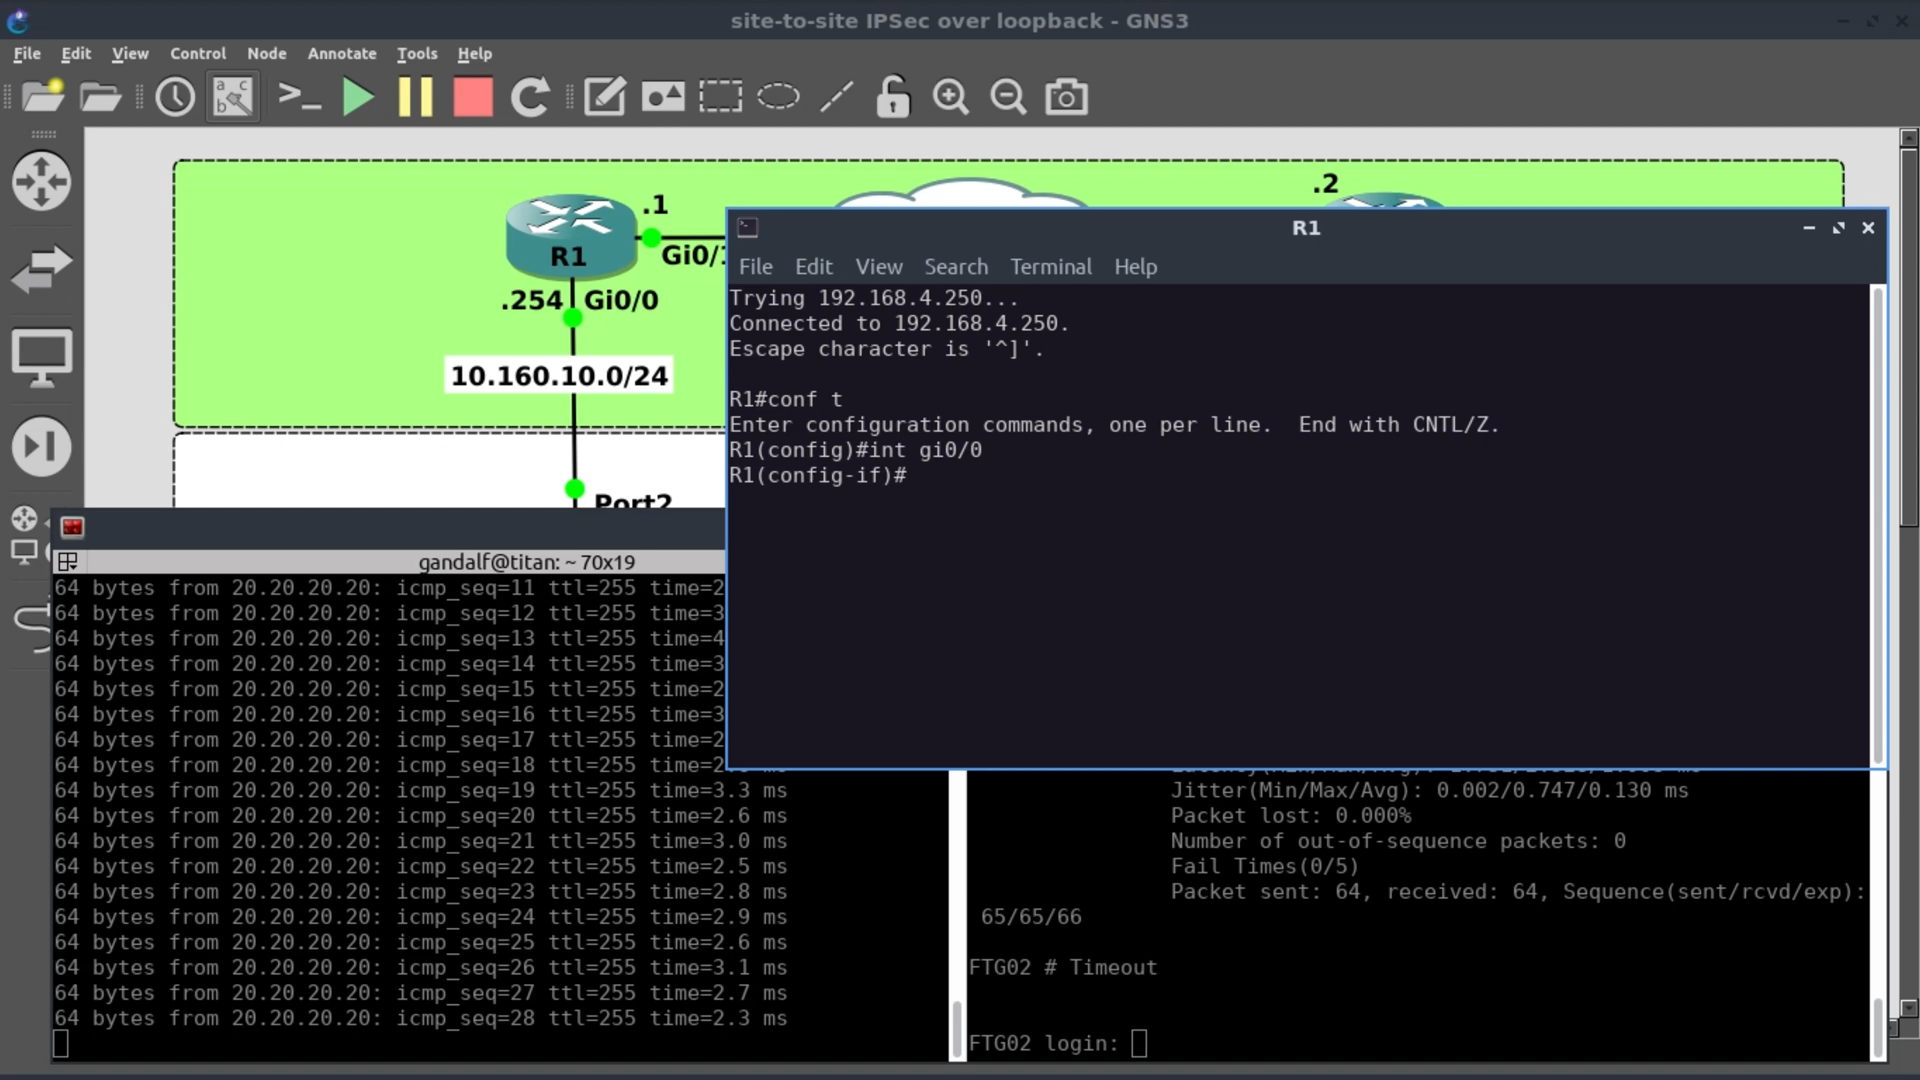 site-to-site IPSec over loopback - GNS3
File Edit View Control Node Annotate Tools Help
.1
.2
R1
Gi0/
.254 Gi0/0
10.160.10.0/24
Port2
R1
File Edit View Search Terminal Help
Trying 192.168.4.250...
Connected to 192.168.4.250.
Escape character is '^]'.
R1#conf t
Enter configuration commands, one per line.  End with CNTL/Z.
R1(config)#int gi0/0
R1(config-if)#
gandalf@titan: ~ 70x19
64 bytes from 20.20.20.20: icmp_seq=11 ttl=255 time=2
64 bytes from 20.20.20.20: icmp_seq=12 ttl=255 time=3
64 bytes from 20.20.20.20: icmp_seq=13 ttl=255 time=4
64 bytes from 20.20.20.20: icmp_seq=14 ttl=255 time=3
64 bytes from 20.20.20.20: icmp_seq=15 ttl=255 time=2
64 bytes from 20.20.20.20: icmp_seq=16 ttl=255 time=3
64 bytes from 20.20.20.20: icmp_seq=17 ttl=255 time=2
64 bytes from 20.20.20.20: icmp_seq=18 ttl=255 time=2
64 bytes from 20.20.20.20: icmp_seq=19 ttl=255 time=3.3 ms
64 bytes from 20.20.20.20: icmp_seq=20 ttl=255 time=2.6 ms
64 bytes from 20.20.20.20: icmp_seq=21 ttl=255 time=3.0 ms
64 bytes from 20.20.20.20: icmp_seq=22 ttl=255 time=2.5 ms
64 bytes from 20.20.20.20: icmp_seq=23 ttl=255 time=2.8 ms
64 bytes from 20.20.20.20: icmp_seq=24 ttl=255 time=2.9 ms
64 bytes from 20.20.20.20: icmp_seq=25 ttl=255 time=2.6 ms
64 bytes from 20.20.20.20: icmp_seq=26 ttl=255 time=3.1 ms
64 bytes from 20.20.20.20: icmp_seq=27 ttl=255 time=2.7 ms
64 bytes from 20.20.20.20: icmp_seq=28 ttl=255 time=2.3 ms
Jitter(Min/Max/Avg): 0.002/0.747/0.130 ms
Packet lost: 0.000%
Number of out-of-sequence packets: 0
Fail Times(0/5)
Packet sent: 64, received: 64, Sequence(sent/rcvd/exp):
65/65/66
FTG02 # Timeout
FTG02 login: